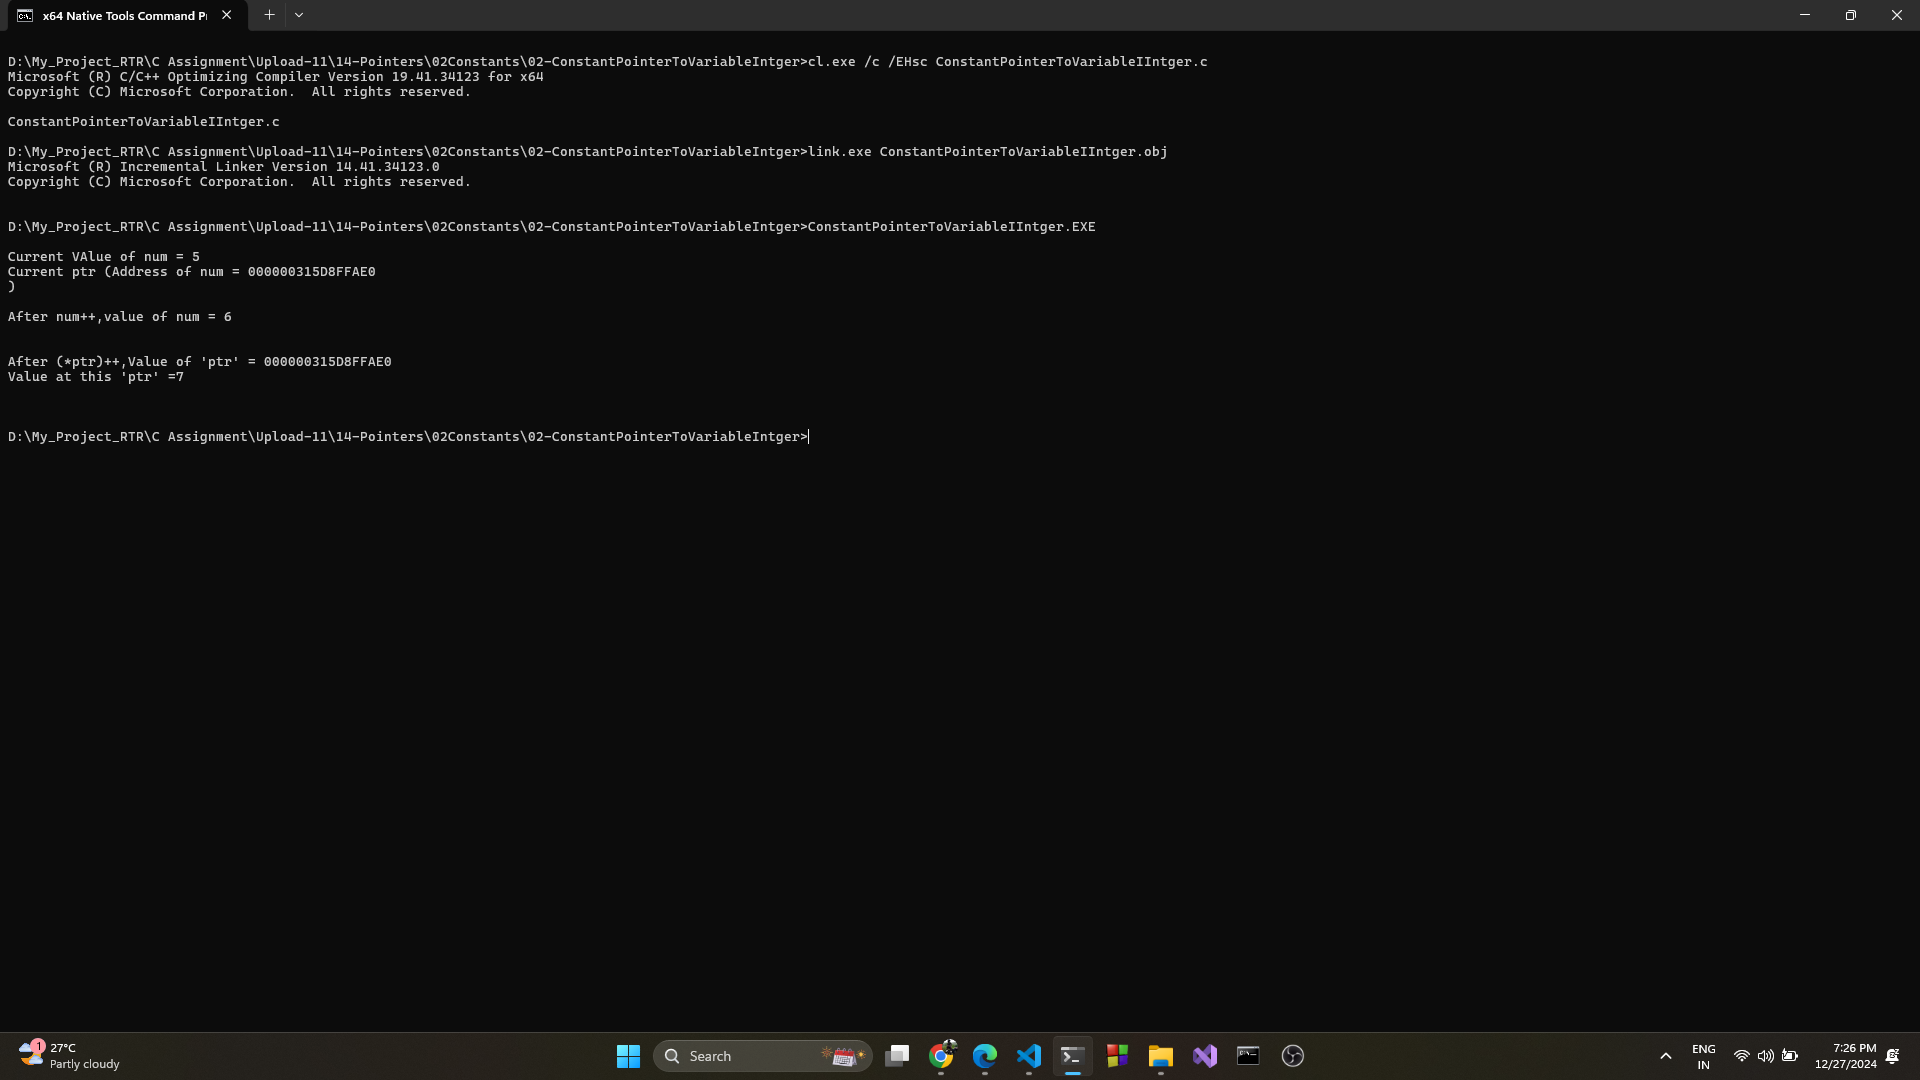 x64 Native Tools Command P
D:\My_Project_RTR\C Assignment\Upload-11\14-Pointers\02Constants\02-ConstantPointerToVariableIntger>cl.exe /c /EHsc ConstantPointerToVariableIIntger.c
Microsoft (R) C/C++ Optimizing Compiler Version 19.41.34123 for x64
Copyright (C) Microsoft Corporation.  All rights reserved.
ConstantPointerToVariableIIntger.c
D:\My_Project_RTR\C Assignment\Upload-11\14-Pointers\02Constants\02-ConstantPointerToVariableIntger>link.exe ConstantPointerToVariableIIntger.obj
Microsoft (R) Incremental Linker Version 14.41.34123.0
Copyright (C) Microsoft Corporation.  All rights reserved.
D:\My_Project_RTR\C Assignment\Upload-11\14-Pointers\02Constants\02-ConstantPointerToVariableIntger>ConstantPointerToVariableIIntger.EXE
Current VAlue of num = 5
Current ptr (Address of num = 000000315D8FFAE0
)
After num++,value of num = 6
After (*ptr)++,Value of 'ptr' = 000000315D8FFAE0
Value at this 'ptr' =7
D:\My_Project_RTR\C Assignment\Upload-11\14-Pointers\02Constants\02-ConstantPointerToVariableIntger>
1
27°C
Partly cloudy
Search
ENG
IN
7:26 PM
12/27/2024